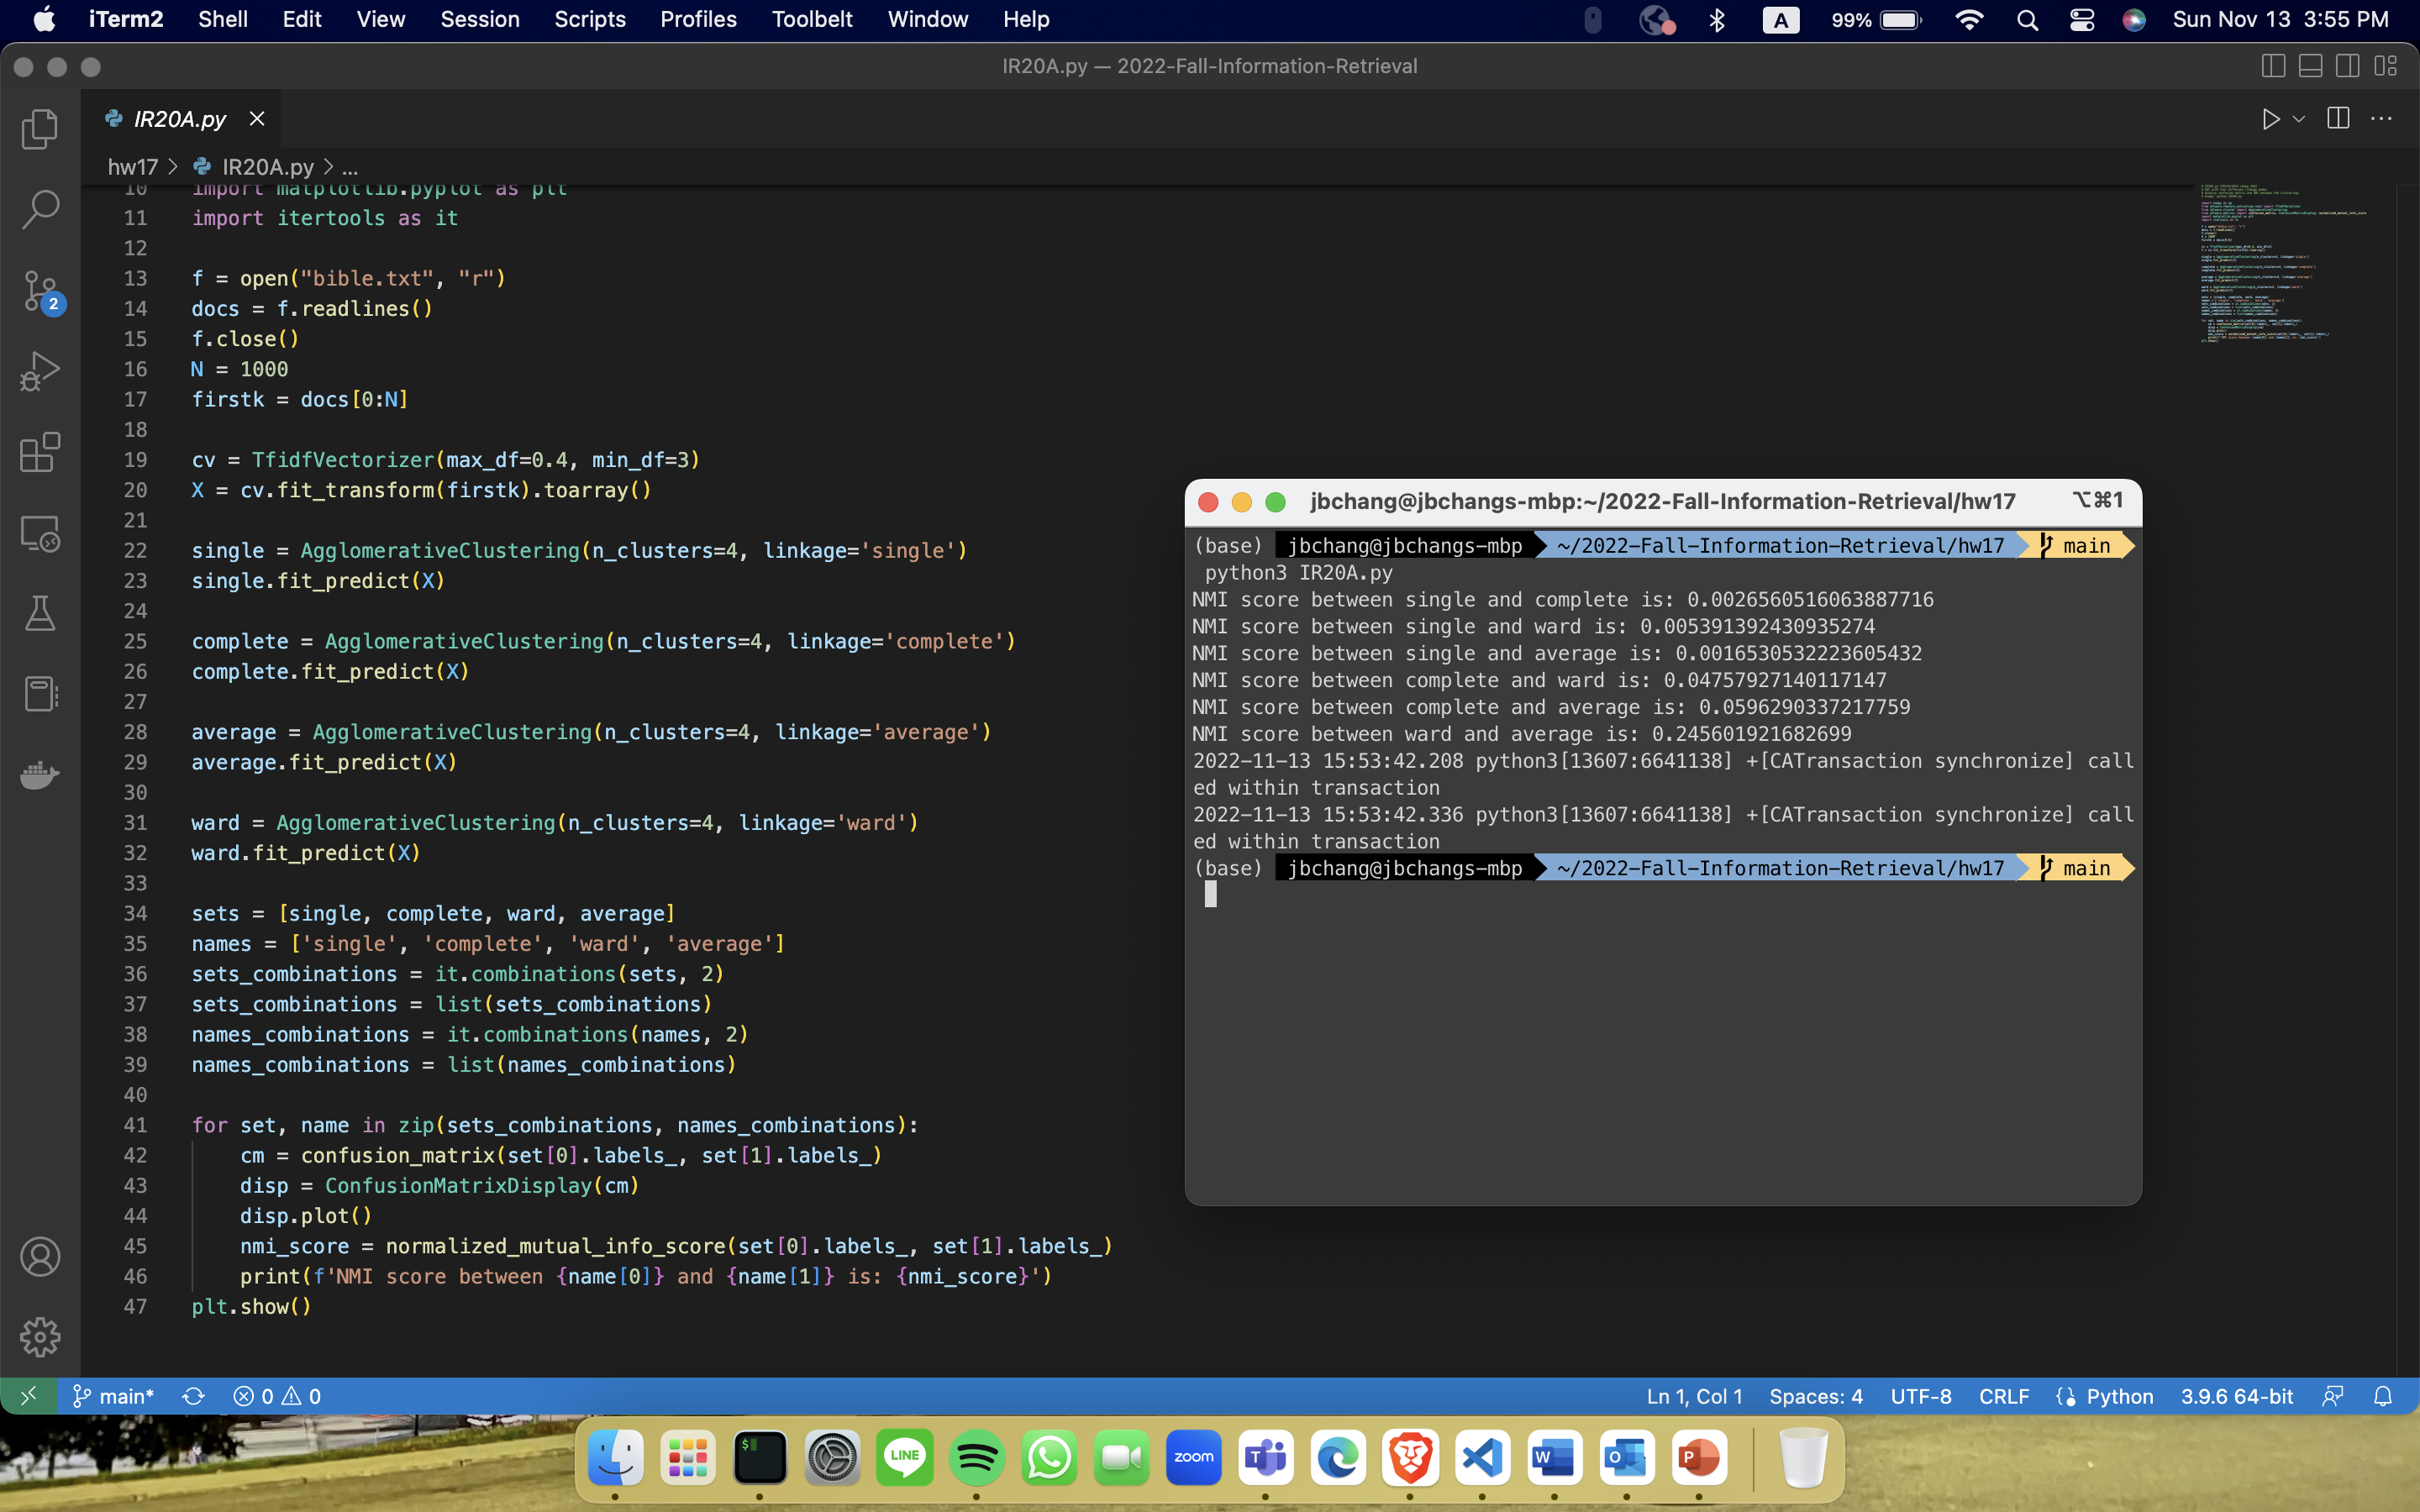 iTerm2 Shell Edit View Session Scripts Profiles Toolbelt Window Help A 99% Sun Nov 13 3:55 PM
IR20A.py — 2022-Fall-Information-Retrieval
IR20A.py
hw17 > IR20A.py > ...
10 import matplotlib.pyplot as plt
11 import itertools as it
12
13 f = open("bible.txt", "r")
14 docs = f.readlines()
15 f.close()
16 N = 1000
17 firstk = docs[0:N]
18
19 cv = TfidfVectorizer(max_df=0.4, min_df=3)
20 X = cv.fit_transform(firstk).toarray()
21
22 single = AgglomerativeClustering(n_clusters=4, linkage='single')
23 single.fit_predict(X)
24
25 complete = AgglomerativeClustering(n_clusters=4, linkage='complete')
26 complete.fit_predict(X)
27
28 average = AgglomerativeClustering(n_clusters=4, linkage='average')
29 average.fit_predict(X)
30
31 ward = AgglomerativeClustering(n_clusters=4, linkage='ward')
32 ward.fit_predict(X)
33
34 sets = [single, complete, ward, average]
35 names = ['single', 'complete', 'ward', 'average']
36 sets_combinations = it.combinations(sets, 2)
37 sets_combinations = list(sets_combinations)
38 names_combinations = it.combinations(names, 2)
39 names_combinations = list(names_combinations)
40
41 for set, name in zip(sets_combinations, names_combinations):
42 cm = confusion_matrix(set[0].labels_, set[1].labels_)
43 disp = ConfusionMatrixDisplay(cm)
44 disp.plot()
45 nmi_score = normalized_mutual_info_score(set[0].labels_, set[1].labels_)
46 print(f'NMI score between {name[0]} and {name[1]} is: {nmi_score}')
47 plt.show()
jbchang@jbchangs-mbp:~/2022-Fall-Information-Retrieval/hw17 ⌥⌘1
(base) jbchang@jbchangs-mbp ~/2022-Fall-Information-Retrieval/hw17 main
python3 IR20A.py
NMI score between single and complete is: 0.0026560516063887716
NMI score between single and ward is: 0.005391392430935274
NMI score between single and average is: 0.0016530532223605432
NMI score between complete and ward is: 0.04757927140117147
NMI score between complete and average is: 0.0596290337217759
NMI score between ward and average is: 0.245601921682699
2022-11-13 15:53:42.208 python3[13607:6641138] +[CATransaction synchronize] call
ed within transaction
2022-11-13 15:53:42.336 python3[13607:6641138] +[CATransaction synchronize] call
ed within transaction
(base) jbchang@jbchangs-mbp ~/2022-Fall-Information-Retrieval/hw17 main
2
main* 0 0 Ln 1, Col 1 Spaces: 4 UTF-8 CRLF Python 3.9.6 64-bit
LINE zoom T W O P